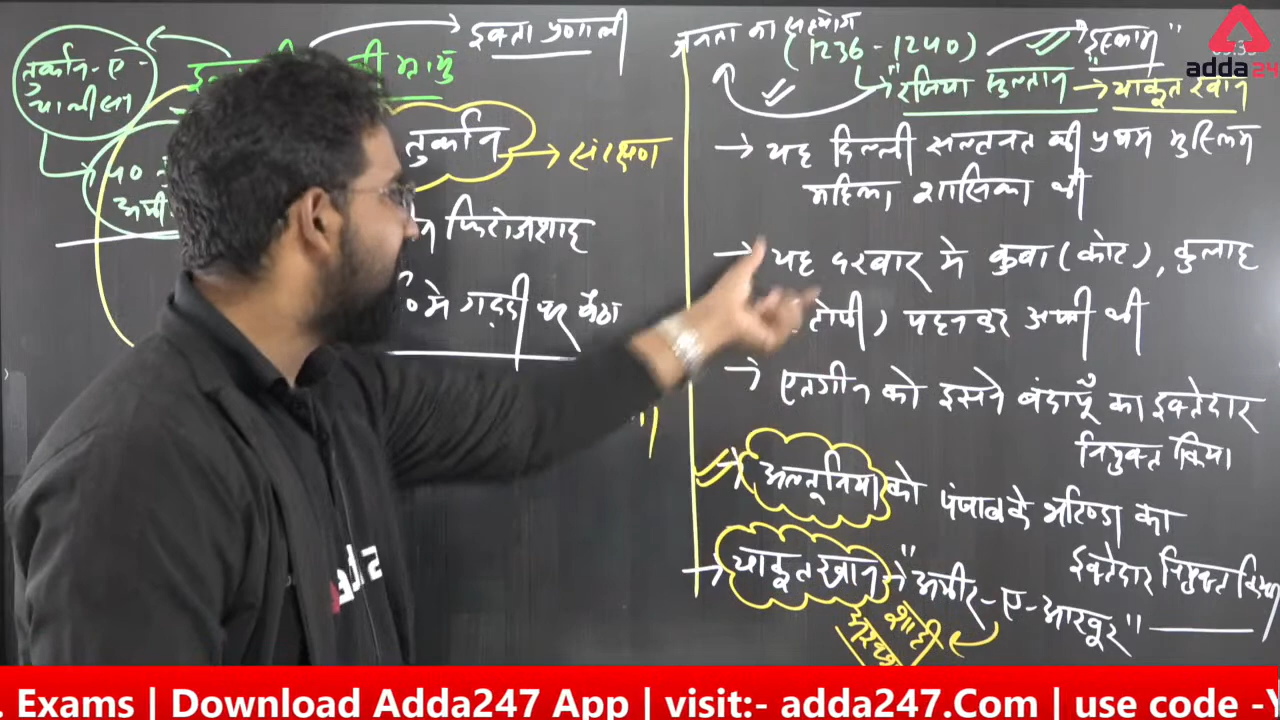 इक्ता प्रणाली
तुर्कान-ए-
चालीसा
तुर्कान → संरक्षण
फिरोजशाह
में गद्दी पर बैठा
जनता का सहयोग
(1236-1240)
"रजिया सुल्तान" → याकूत खान
→ यह दिल्ली सल्तनत की प्रथम मुस्लिम
महिला शासिका थी
→ यह दरबार में कुबा (कोट), कुलाह
टोपी) पहनकर आती थी
→ एतगीन को इसने बदायूँ का इक्तेदार
नियुक्त किया
→ अल्तूनिया को पंजाब के भटिण्डा का
इक्तेदार नियुक्त किया
→ याकूत खान → "अमीर-ए-आखूर"
शाही
adda24
. Exams | Download Adda247 App | visit:- adda247.Com | use code -Y